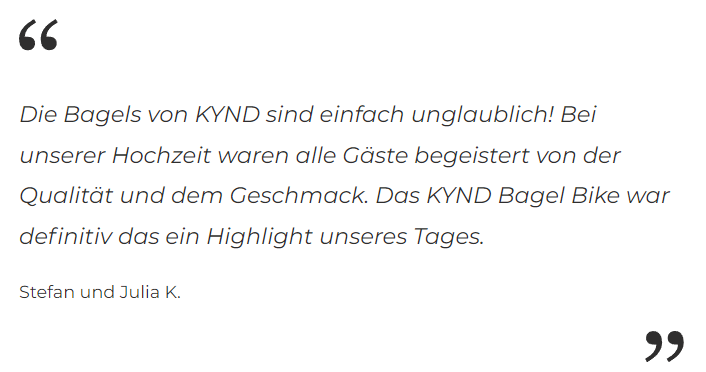 “
Die Bagels von KYND sind einfach unglaublich! Bei
unserer Hochzeit waren alle Gäste begeistert von der
Qualität und dem Geschmack. Das KYND Bagel Bike war
definitiv das ein Highlight unseres Tages.
Stefan und Julia K.
”